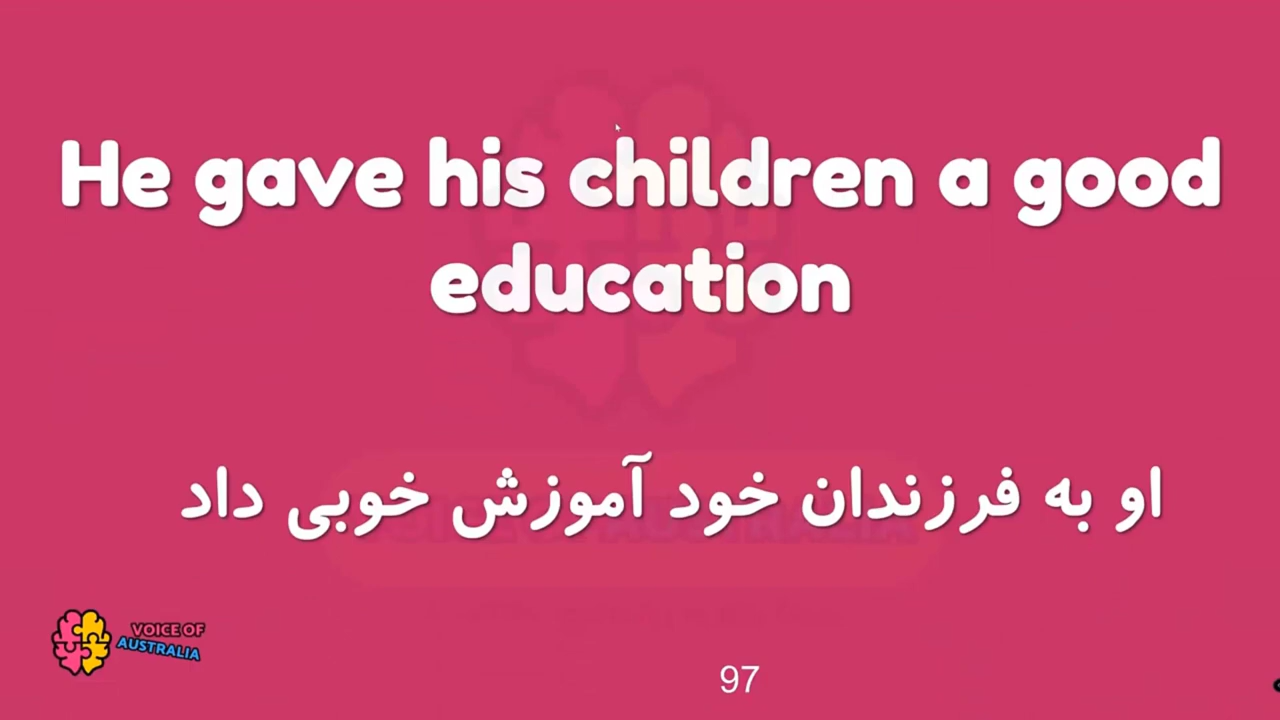 He gave his children a good
education
او به فرزندان خود آموزش خوبی داد
VOICE OF
AUSTRALIA
97